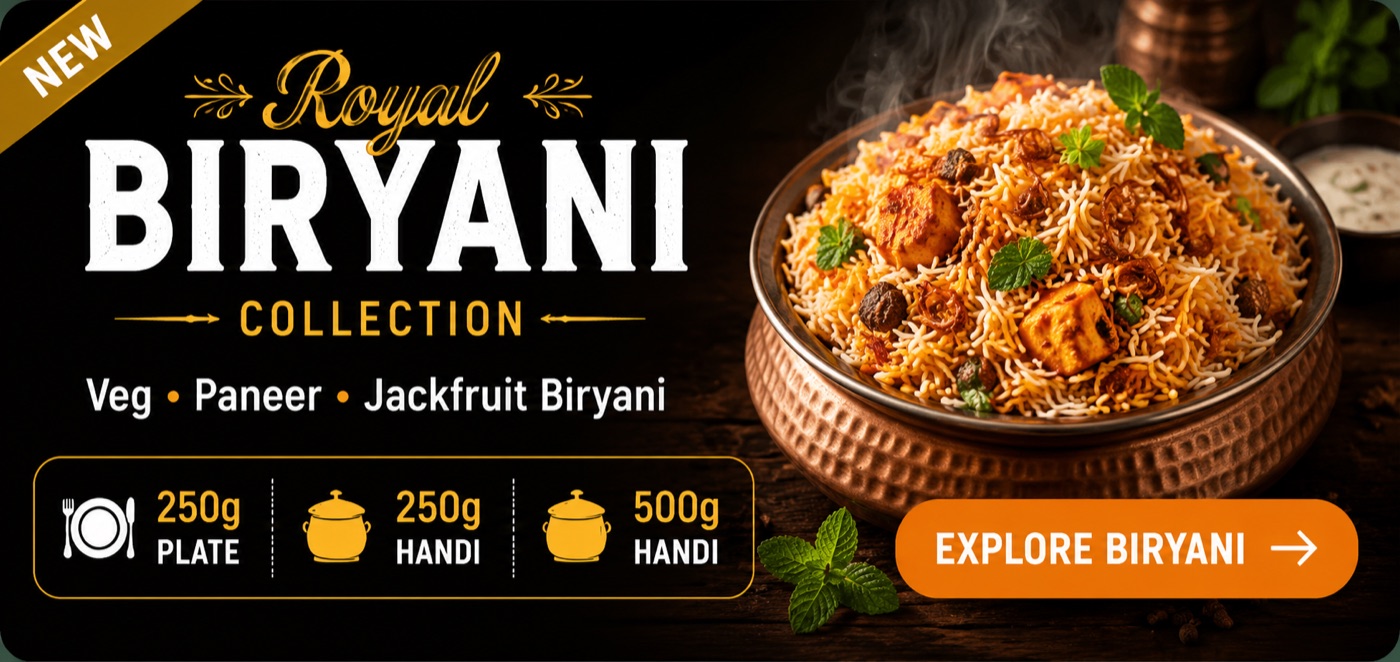 NEW
Royal
BIRYANI
COLLECTION
Veg • Paneer • Jackfruit Biryani
250g
PLATE
250g
HANDI
500g
HANDI
EXPLORE BIRYANI →